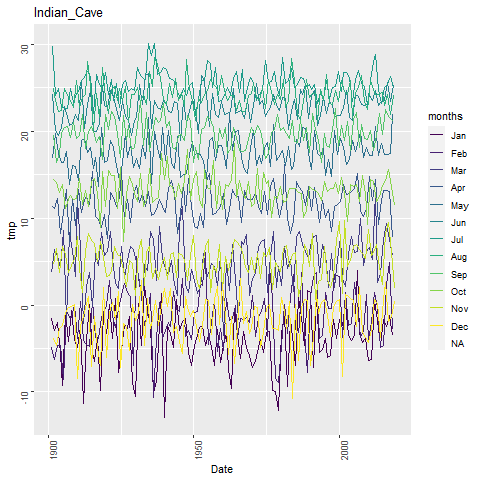 Indian_Cave
tmp
30
20
10
0
-10
1900
1950
2000
Date
months
Jan
Feb
Mar
Apr
May
Jun
Jul
Aug
Sep
Oct
Nov
Dec
NA